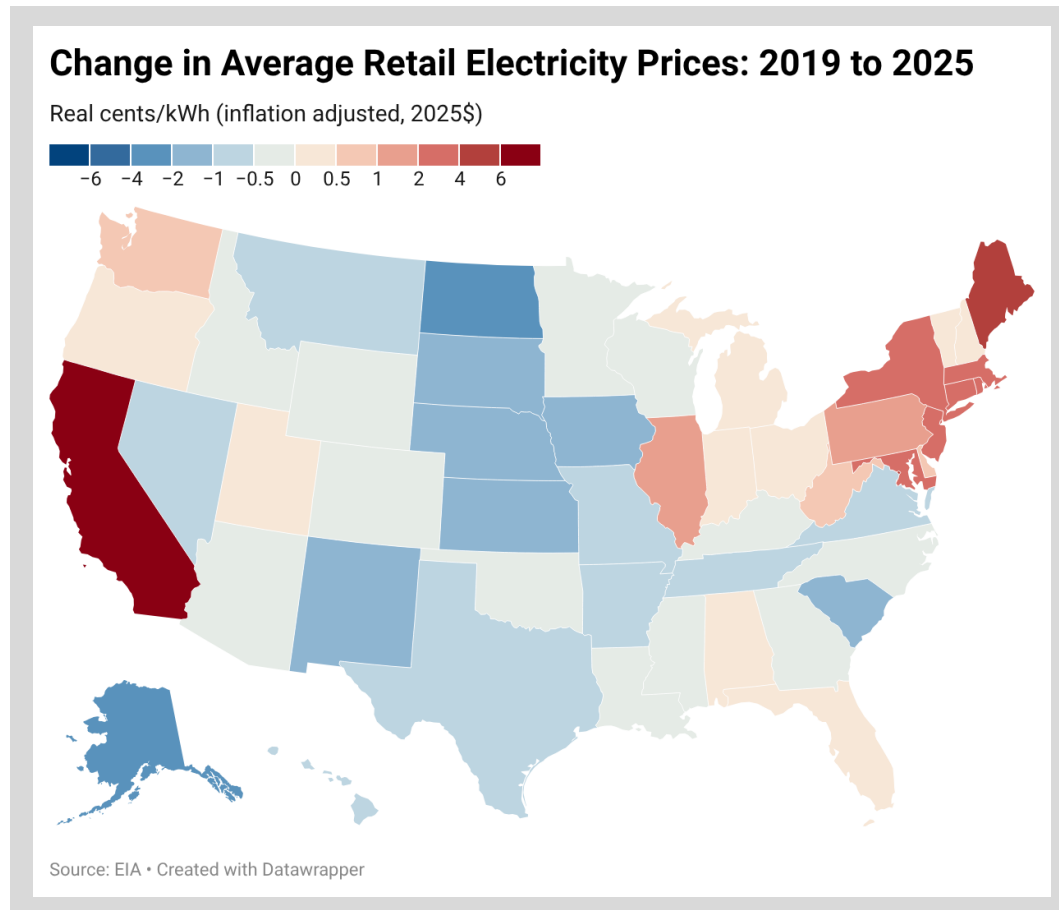 Change in Average Retail Electricity Prices: 2019 to 2025
Real cents/kWh (inflation adjusted, 2025$)
−6 −4 −2 −1 −0.5 0 0.5 1 2 4 6
Source: EIA • Created with Datawrapper